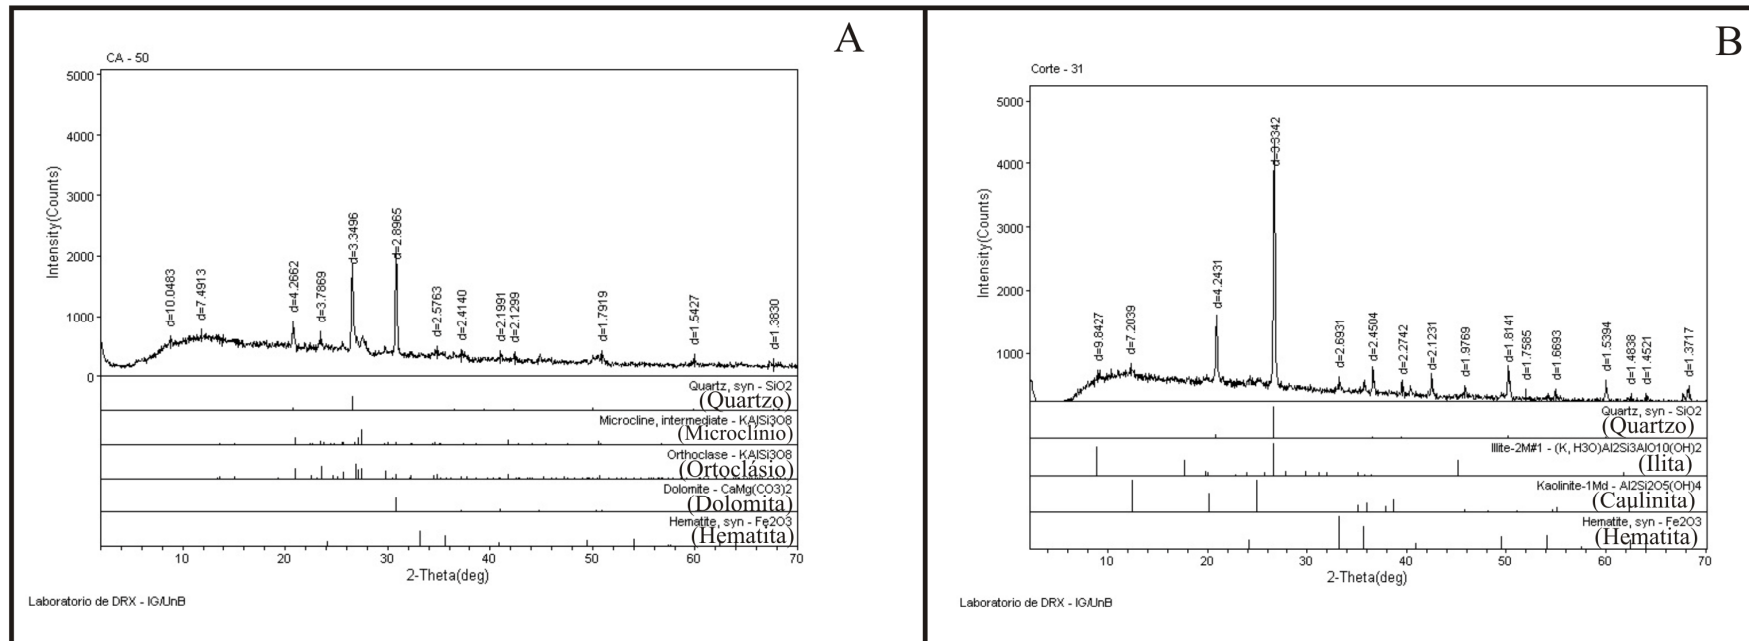 A
CA - 50
Intensity(Counts)
5000
4000
3000
2000
1000
0
d=10.0483
d=7.4913
d=4.2662
d=3.7869
d=3.3496
d=2.8965
d=2.5763
d=2.4140
d=2.1991
d=2.1299
d=1.7919
d=1.5427
d=1.3830
Quartz, syn - SiO2
(Quartzo)
Microcline, intermediate - KAlSi3O8
(Microclínio)
Orthoclase - KAlSi3O8
(Ortoclásio)
Dolomite - CaMg(CO3)2
(Dolomita)
Hematite, syn - Fe2O3
(Hematita)
10 20 30 40 50 60 70
2-Theta(deg)
Laboratorio de DRX - IG/UnB
B
Corte - 31
Intensity(Counts)
5000
4000
3000
2000
1000
d=9.8427
d=7.2039
d=4.2431
d=3.3342
d=2.6931
d=2.4504
d=2.2742
d=2.1231
d=1.9769
d=1.8141
d=1.7585
d=1.6693
d=1.5394
d=1.4838
d=1.4521
d=1.3717
Quartz, syn - SiO2
(Quartzo)
Illite-2M#1 - (K, H3O)Al2Si3AlO10(OH)2
(Ilita)
Kaolinite-1Md - Al2Si2O5(OH)4
(Caulinita)
Hematite, syn - Fe2O3
(Hematita)
10 20 30 40 50 60 70
2-Theta(deg)
Laboratorio de DRX - IG/UnB